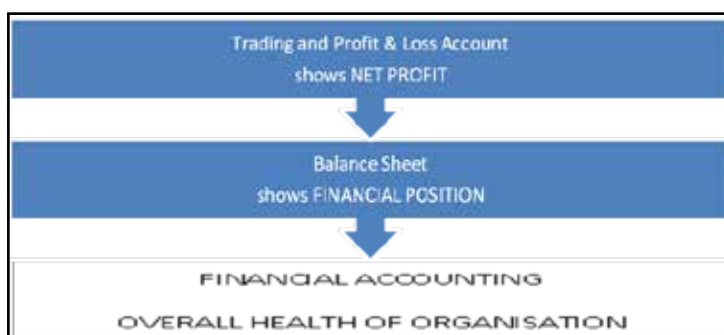 Trading and Profit & Loss Account
shows NET PROFIT
Balance Sheet
shows FINANCIAL POSITION
FINANCIAL ACCOUNTING
OVERALL HEALTH OF ORGANISATION